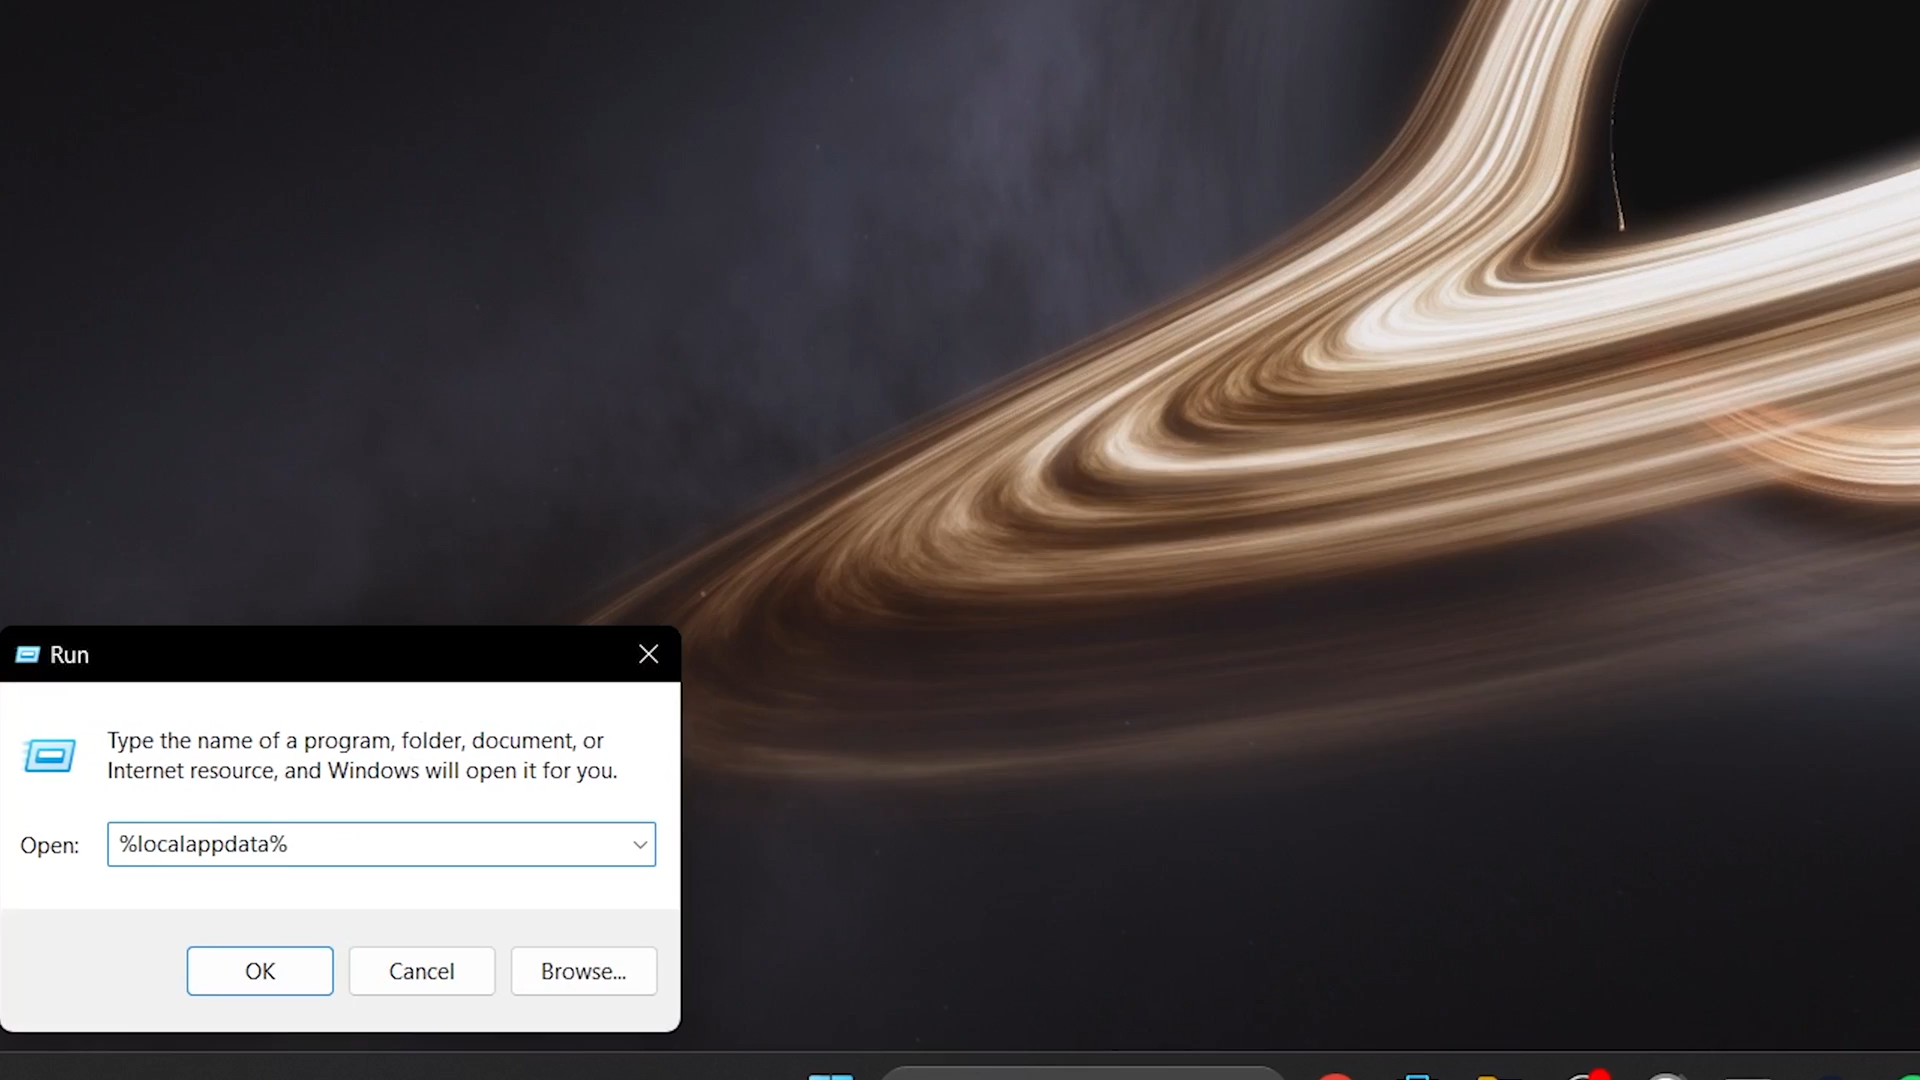 Run
Type the name of a program, folder, document, or
Internet resource, and Windows will open it for you.
Open: %localappdata%
OK Cancel Browse...